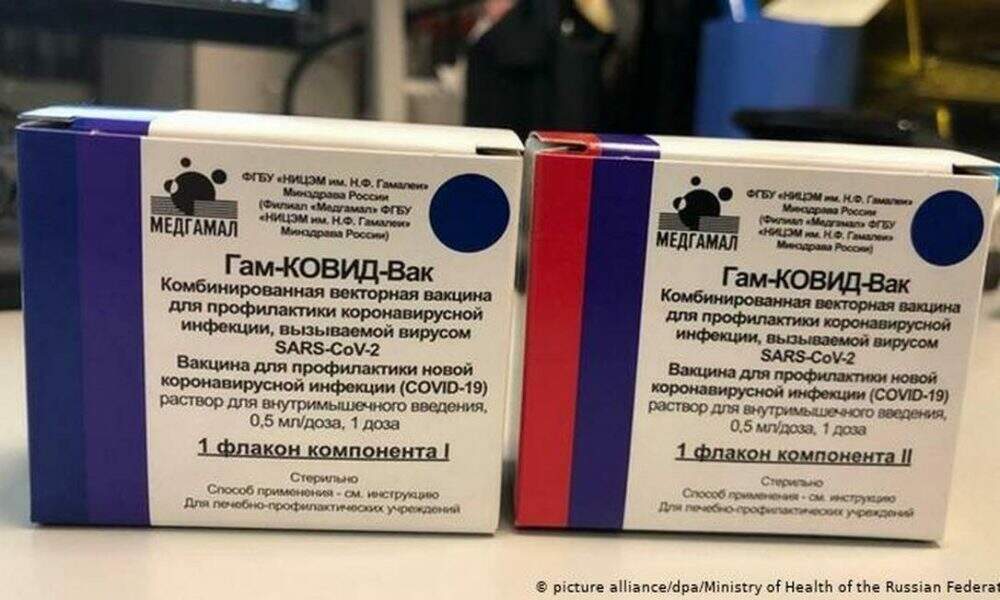 МЕДГАМАЛ
ФГБУ «НИЦЭМ им. Н.Ф. Гамалеи»
Минздрава России
(Филиал «Медгамал» ФГБУ
«НИЦЭМ им. Н.Ф. Гамалеи»
Минздрава России)
Гам-КОВИД-Вак
Комбинированная векторная вакцина
для профилактики коронавирусной
инфекции, вызываемой вирусом
SARS-CoV-2
Вакцина для профилактики новой
коронавирусной инфекции (COVID-19)
раствор для внутримышечного введения,
0,5 мл/доза, 1 доза
1 флакон компонента I
Стерильно
Способ применения - см. инструкцию
Для лечебно-профилактических учреждений
МЕДГАМАЛ
ФГБУ «НИЦЭМ им. Н.Ф. Гамалеи»
Минздрава России
(Филиал «Медгамал» ФГБУ
«НИЦЭМ им. Н.Ф. Гамалеи»
Минздрава России)
Гам-КОВИД-Вак
Комбинированная векторная вакцина
для профилактики коронавирусной
инфекции, вызываемой вирусом
SARS-CoV-2
Вакцина для профилактики новой
коронавирусной инфекции (COVID-19)
раствор для внутримышечного введения,
0,5 мл/доза, 1 доза
1 флакон компонента II
Стерильно
Способ применения - см. инструкцию
Для лечебно-профилактических учреждений
© picture alliance/dpa/Ministry of Health of the Russian Federat